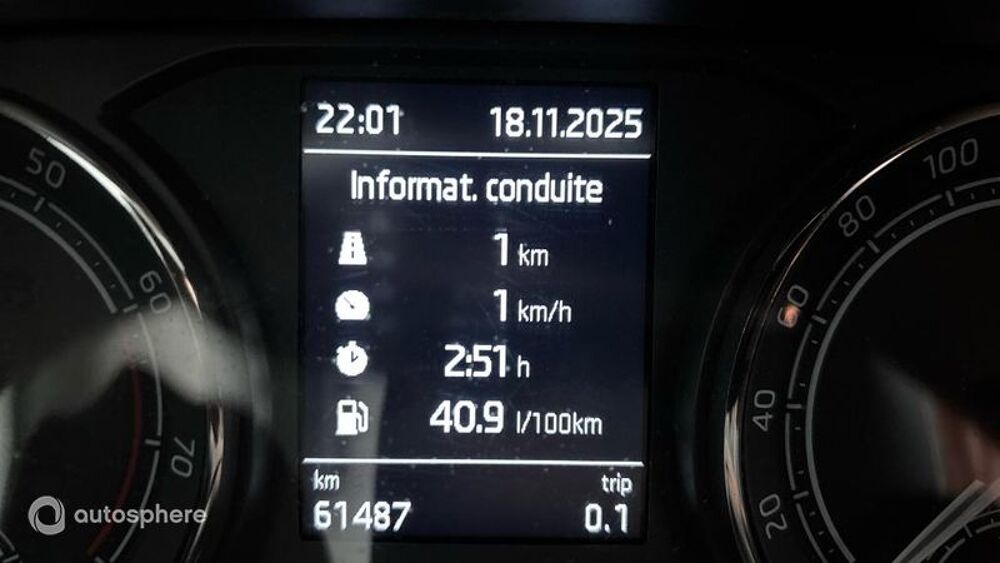 22:01 18.11.2025
Informat. conduite
1 km
1 km/h
2:51 h
40.9 l/100km
km trip
61487 0.1
50
60
70
100
80
60
40
20
autosphere